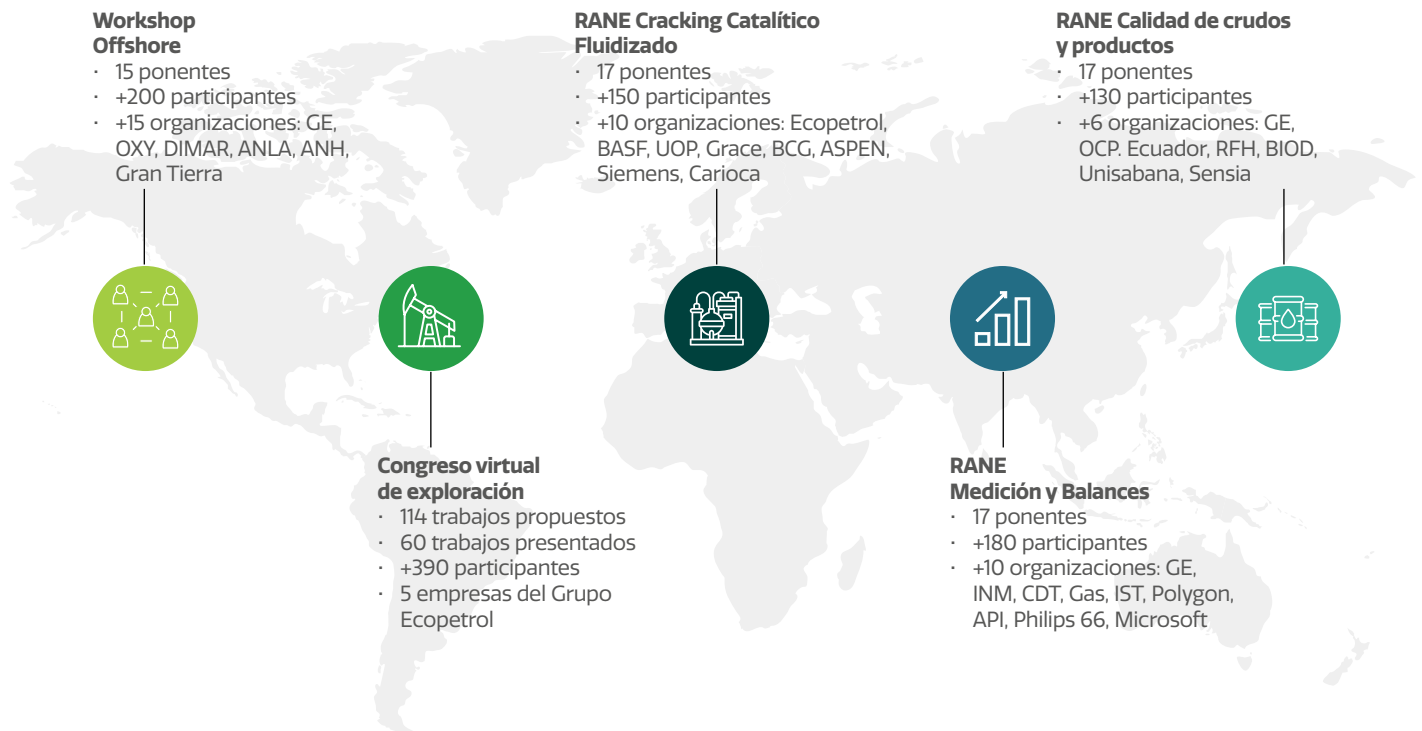 Workshop
Offshore
· 15 ponentes
· +200 participantes
· +15 organizaciones: GE,
OXY, DIMAR, ANLA, ANH,
Gran Tierra
RANE Cracking Catalítico
Fluidizado
· 17 ponentes
· +150 participantes
· +10 organizaciones: Ecopetrol,
BASF, UOP, Grace, BCG, ASPEN,
Siemens, Carioca
RANE Calidad de crudos
y productos
· 17 ponentes
· +130 participantes
· +6 organizaciones: GE,
OCP. Ecuador, RFH, BIOD,
Unisabana, Sensia
Congreso virtual
de exploración
· 114 trabajos propuestos
· 60 trabajos presentados
· +390 participantes
· 5 empresas del Grupo
Ecopetrol
RANE
Medición y Balances
· 17 ponentes
· +180 participantes
· +10 organizaciones: GE,
INM, CDT, Gas, IST, Polygon,
API, Philips 66, Microsoft